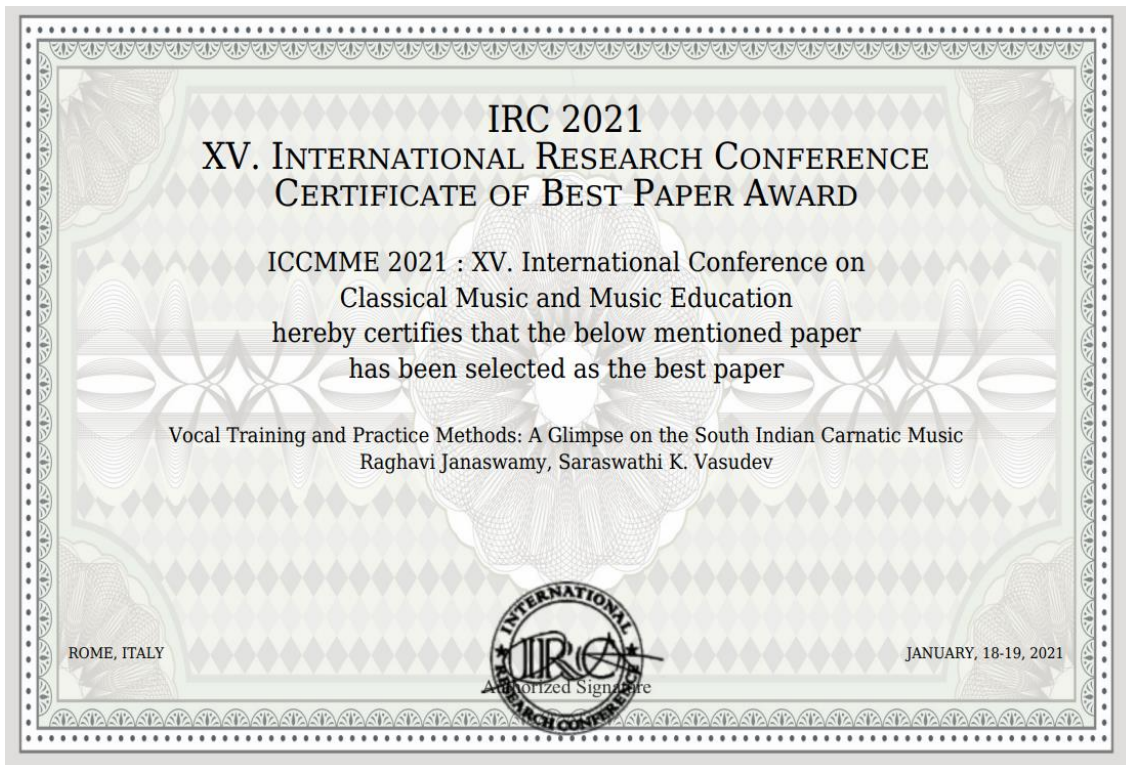 IRC 2021
XV. INTERNATIONAL RESEARCH CONFERENCE
CERTIFICATE OF BEST PAPER AWARD
ICCMME 2021 : XV. International Conference on
Classical Music and Music Education
hereby certifies that the below mentioned paper
has been selected as the best paper
Vocal Training and Practice Methods: A Glimpse on the South Indian Carnatic Music
Raghavi Janaswamy, Saraswathi K. Vasudev
INTERNATIONAL
IRC
RESEARCH CONFERENCE
ROME, ITALY
JANUARY, 18-19, 2021
Authorized Signature